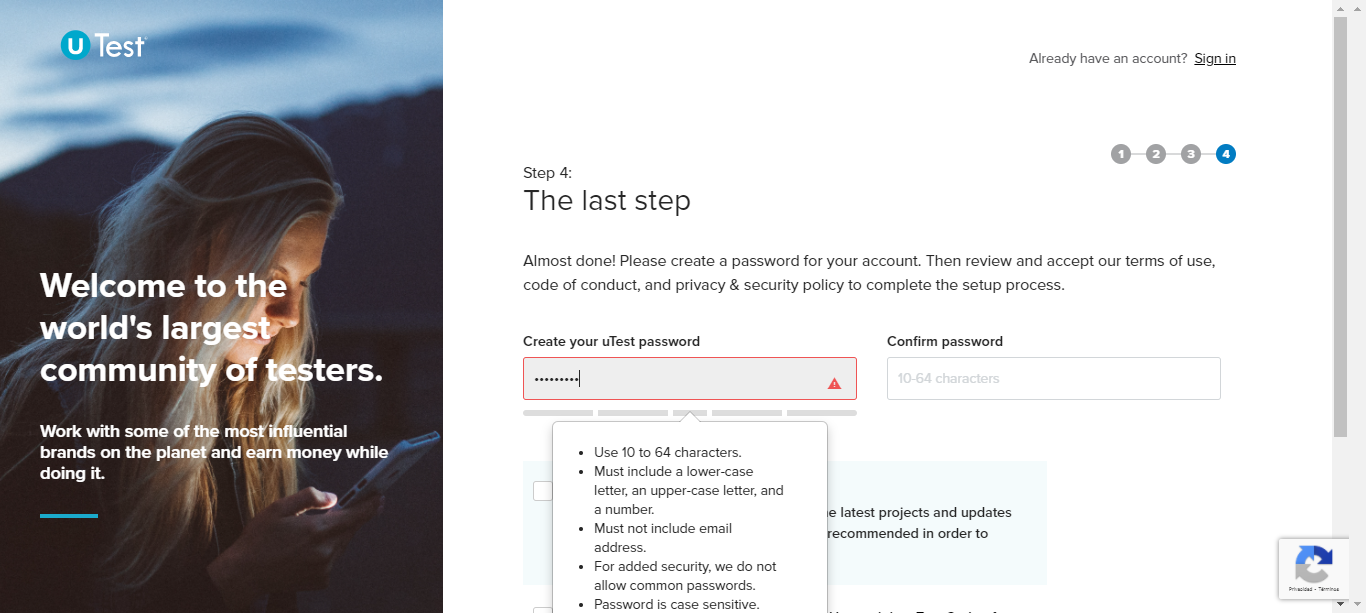 U Test
Already have an account? Sign in
1 2 3 4
Step 4:
The last step
Almost done! Please create a password for your account. Then review and accept our terms of use,
code of conduct, and privacy & security policy to complete the setup process.
Welcome to the
world's largest
community of testers.
Work with some of the most influential
brands on the planet and earn money while
doing it.
Create your uTest password
Confirm password
•••••••••
10-64 characters
• Use 10 to 64 characters.
• Must include a lower-case
letter, an upper-case letter, and
a number.
• Must not include email
address.
• For added security, we do not
allow common passwords.
• Password is case sensitive.
latest projects and updates
recommended in order to
Privacidad - Términos